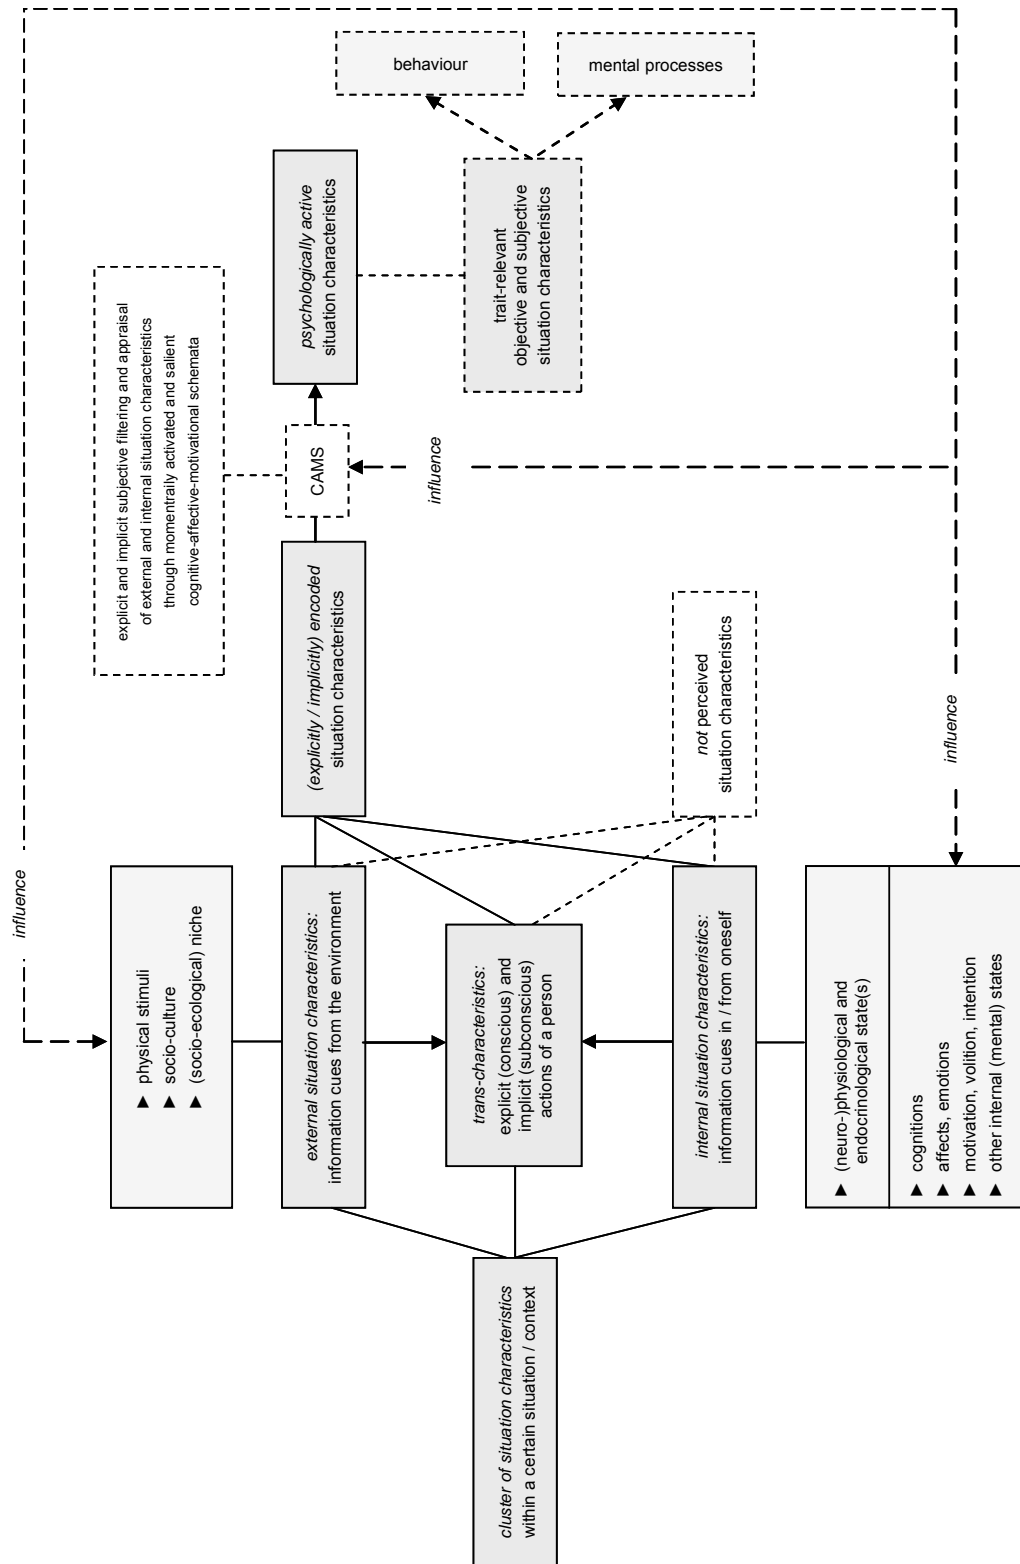 cluster of situation characteristics
within a certain situation / context
▶ physical stimuli
▶ socio-culture
▶ (socio-ecological) niche
external situation characteristics:
information cues from the environment
trans-characteristics:
explicit (conscious) and
implicit (subconscious)
actions of a person
internal situation characteristics:
information cues in / from oneself
▶ (neuro-)physiological and
endocrinological state(s)
▶ cognitions
▶ affects, emotions
▶ motivation, volition, intention
▶ other internal (mental) states
influence
(explicitly / implicitly) encoded
situation characteristics
not perceived
situation characteristics
influence
explicit and implicit subjective filtering and appraisal
of external and internal situation characteristics
through momentraily activated and salient
cognitive-affective-motivational schemata
CAMS
influence
psychologically active
situation characteristics
trait-relevant
objective and subjective
situation characteristics
behaviour
mental processes